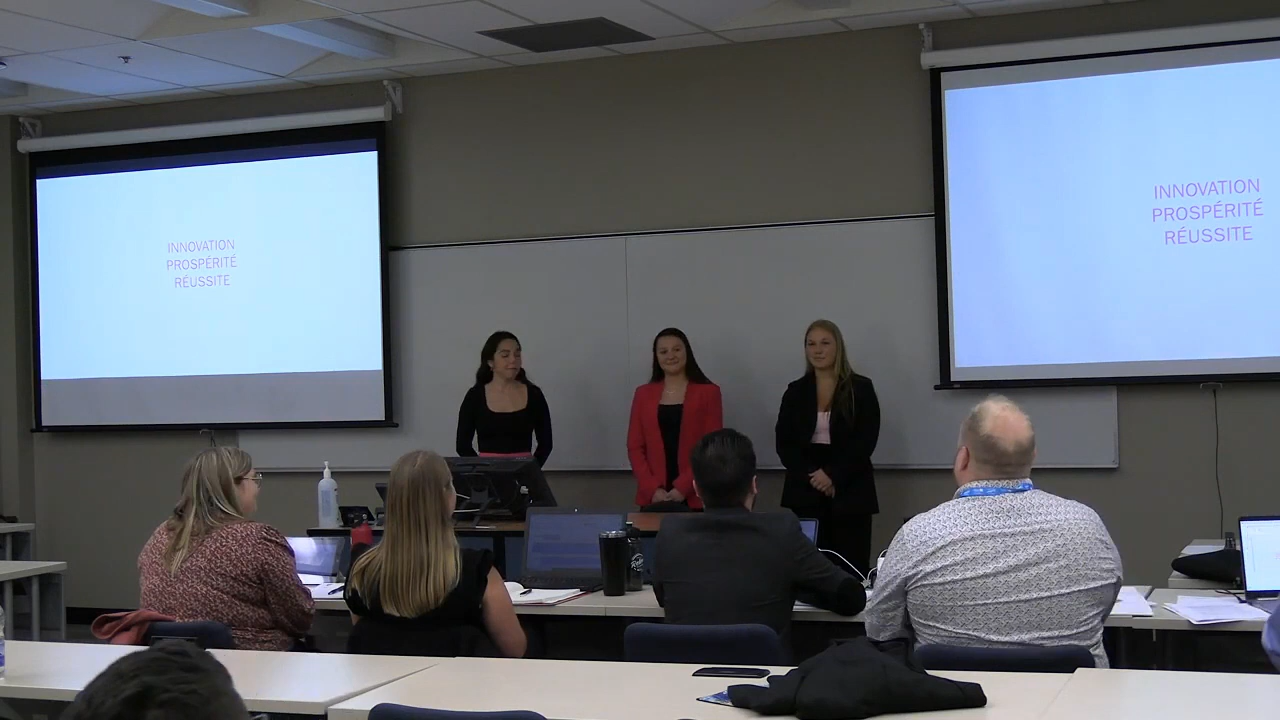 INNOVATION
PROSPÉRITÉ
RÉUSSITE
INNOVATION
PROSPÉRITÉ
RÉUSSITE